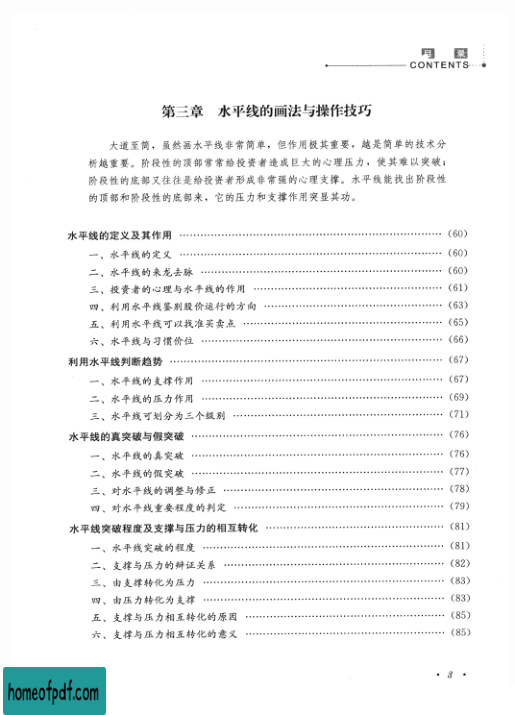 目 录
CONTENTS
第三章 水平线的画法与操作技巧
大道至简，虽然画水平线非常简单，但作用极其重要，越是简单的技术分
析越重要。阶段性的顶部常常给投资者造成巨大的心理压力，使其难以突破；
阶段性的底部又往往是给投资者形成非常强的心理支撑。水平线能找出阶段性
的顶部和阶段性的底部来，它的压力和支撑作用突显其功。
水平线的定义及其作用 (60)
一、水平线的定义 (60)
二、水平线的来龙去脉 (60)
三、投资者的心理与水平线的作用 (61)
四、利用水平线鉴别股价运行的方向 (63)
五、利用水平线可以找准买卖点 (65)
六、水平线与习惯价位 (66)
利用水平线判断趋势 (67)
一、水平线的支撑作用 (67)
二、水平线的压力作用 (69)
三、水平线可划分为三个级别 (71)
水平线的真突破与假突破 (76)
一、水平线的真突破 (76)
二、水平线的假突破 (77)
三、对水平线的调整与修正 (78)
四、对水平线重要程度的判定 (79)
水平线突破程度及支撑与压力的相互转化 (81)
一、水平线突破的程度 (81)
二、支撑与压力的辩证关系 (82)
三、由支撑转化为压力 (83)
四、由压力转化为支撑 (83)
五、支撑与压力相互转化的原因 (85)
六、支撑与压力相互转化的意义 (85)
· 3 ·
homeofpdf.com